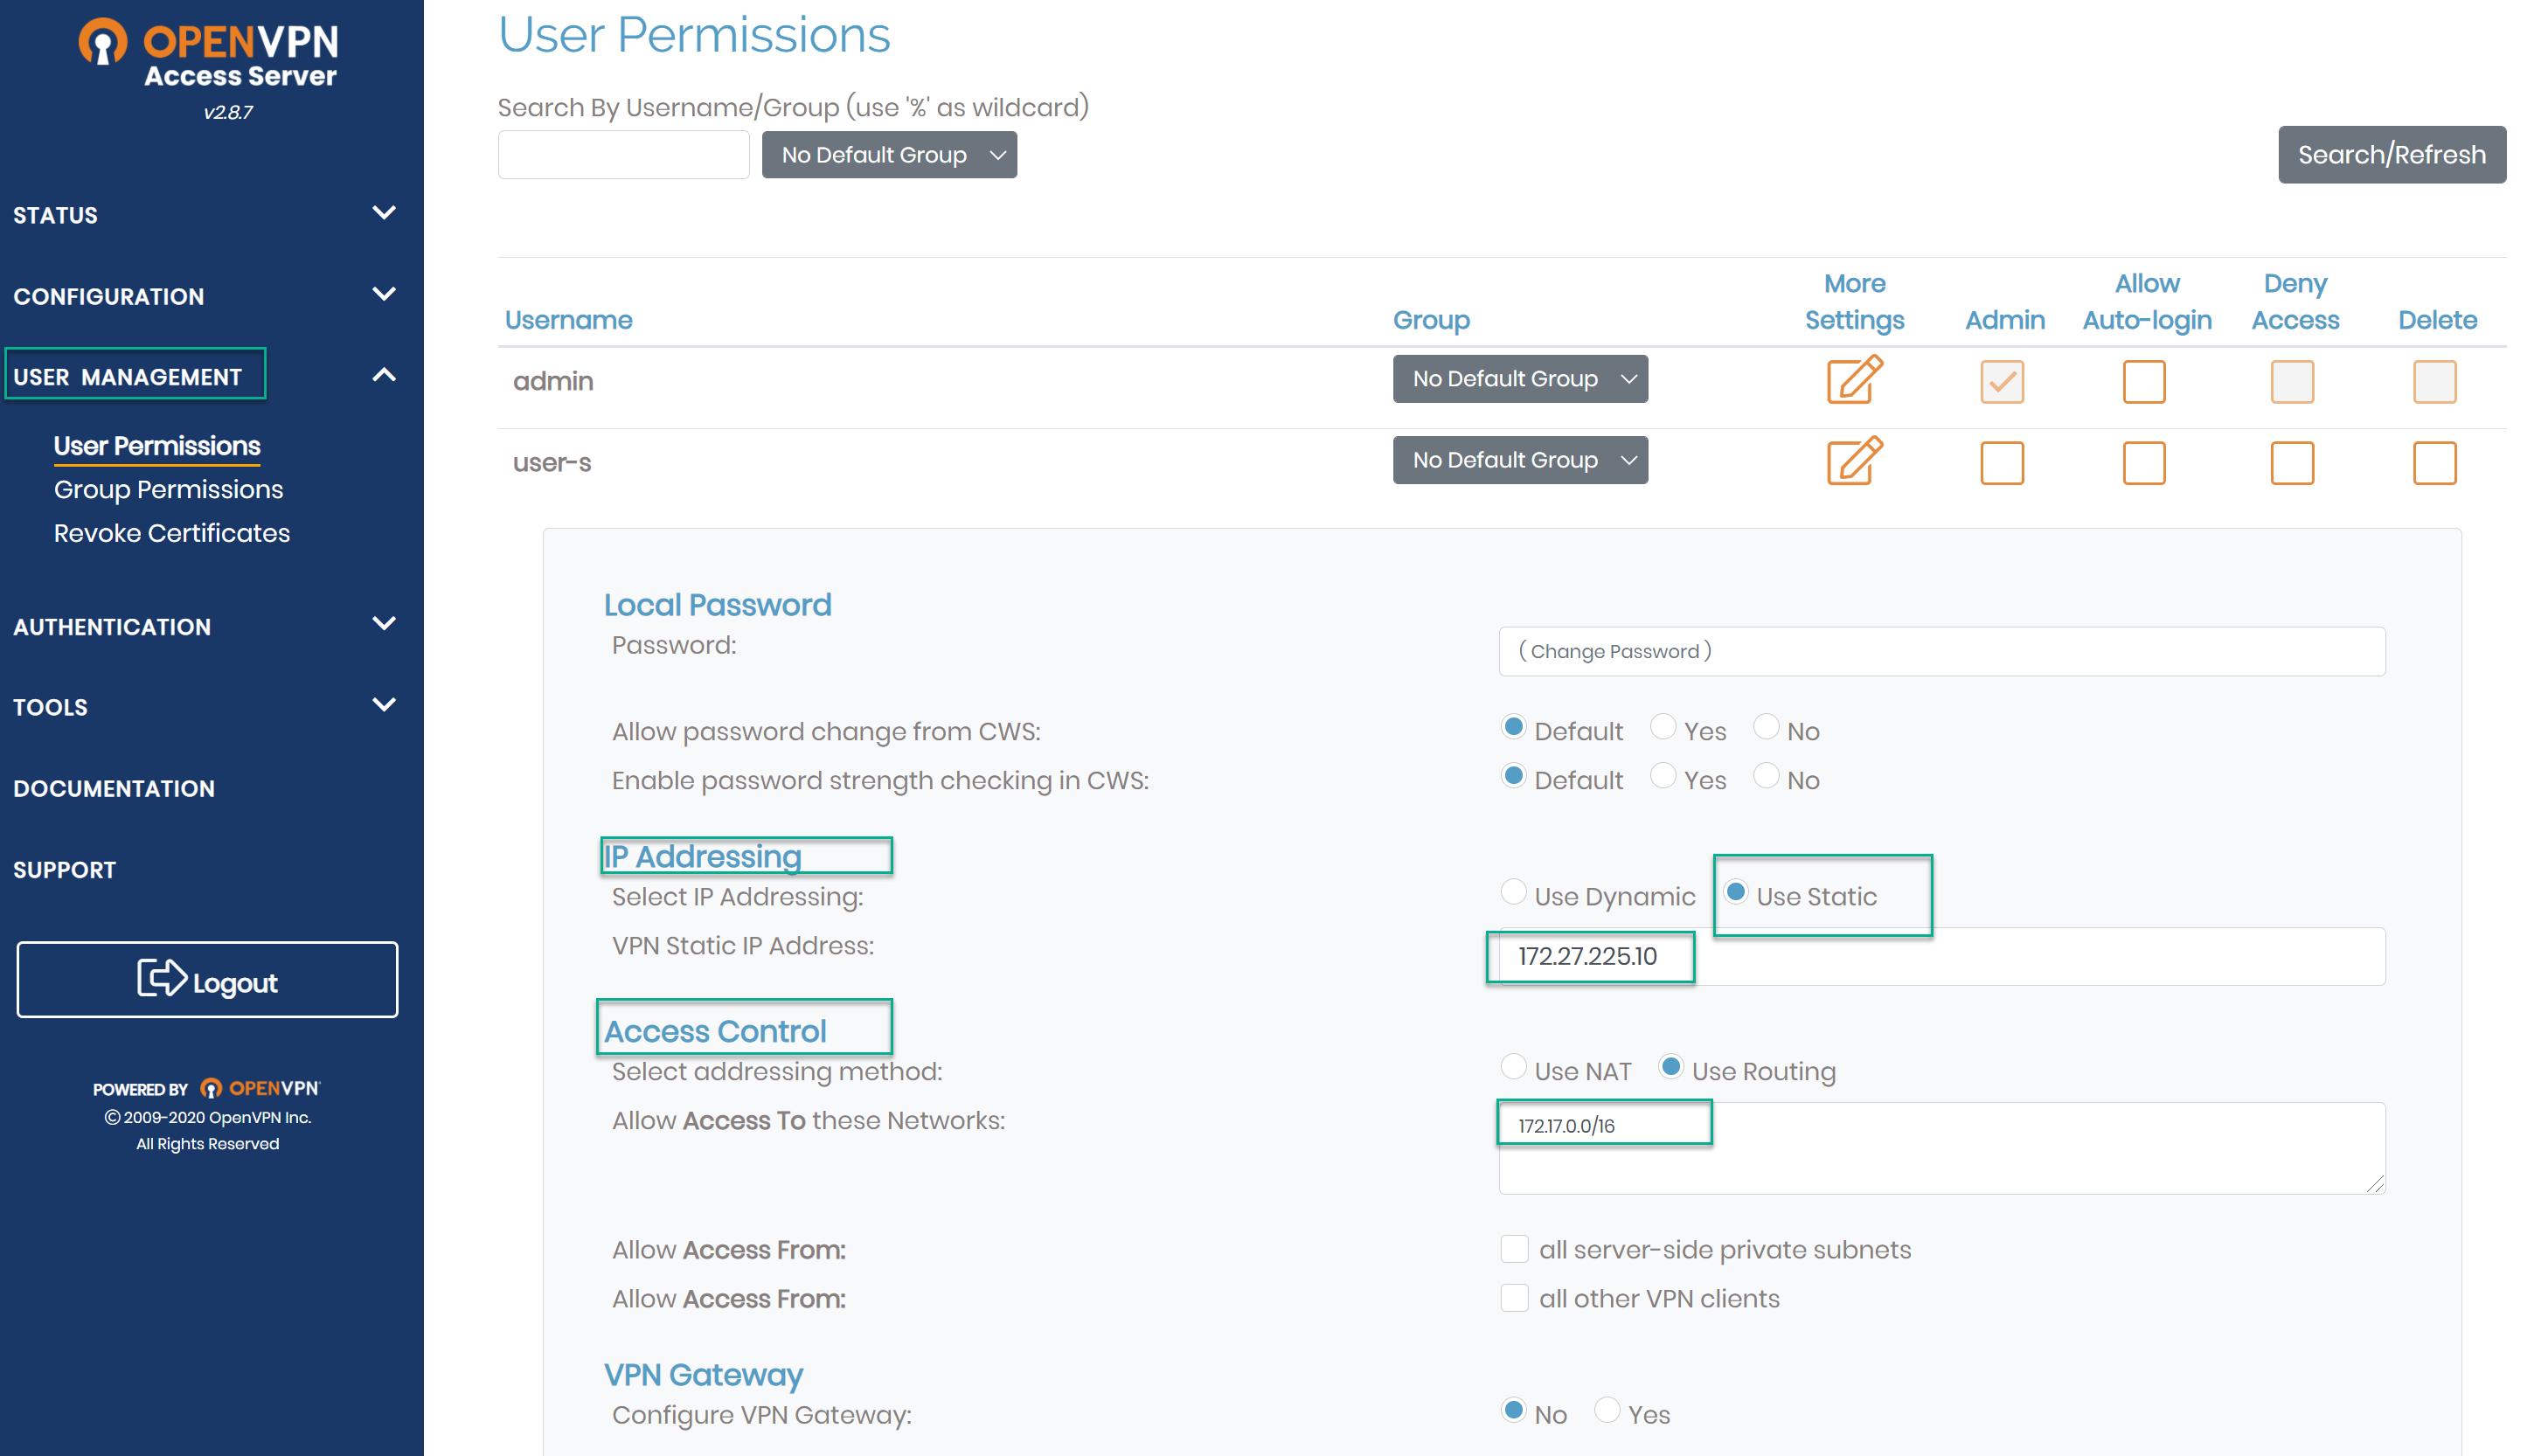 OPENVPN
Access Server
v2.8.7
STATUS
CONFIGURATION
USER MANAGEMENT
User Permissions
Group Permissions
Revoke Certificates
AUTHENTICATION
TOOLS
DOCUMENTATION
SUPPORT
Logout
POWERED BY OPENVPN
© 2009-2020 OpenVPN Inc.
All Rights Reserved
User Permissions
Search By Username/Group (use '%' as wildcard)
No Default Group
Search/Refresh
Username Group More Settings Admin Allow Auto-login Deny Access Delete
admin No Default Group
user-s No Default Group
Local Password
Password: ( Change Password )
Allow password change from CWS: Default Yes No
Enable password strength checking in CWS: Default Yes No
IP Addressing
Select IP Addressing: Use Dynamic Use Static
VPN Static IP Address: 172.27.225.10
Access Control
Select addressing method: Use NAT Use Routing
Allow Access To these Networks: 172.17.0.0/16
Allow Access From: all server-side private subnets
Allow Access From: all other VPN clients
VPN Gateway
Configure VPN Gateway: No Yes